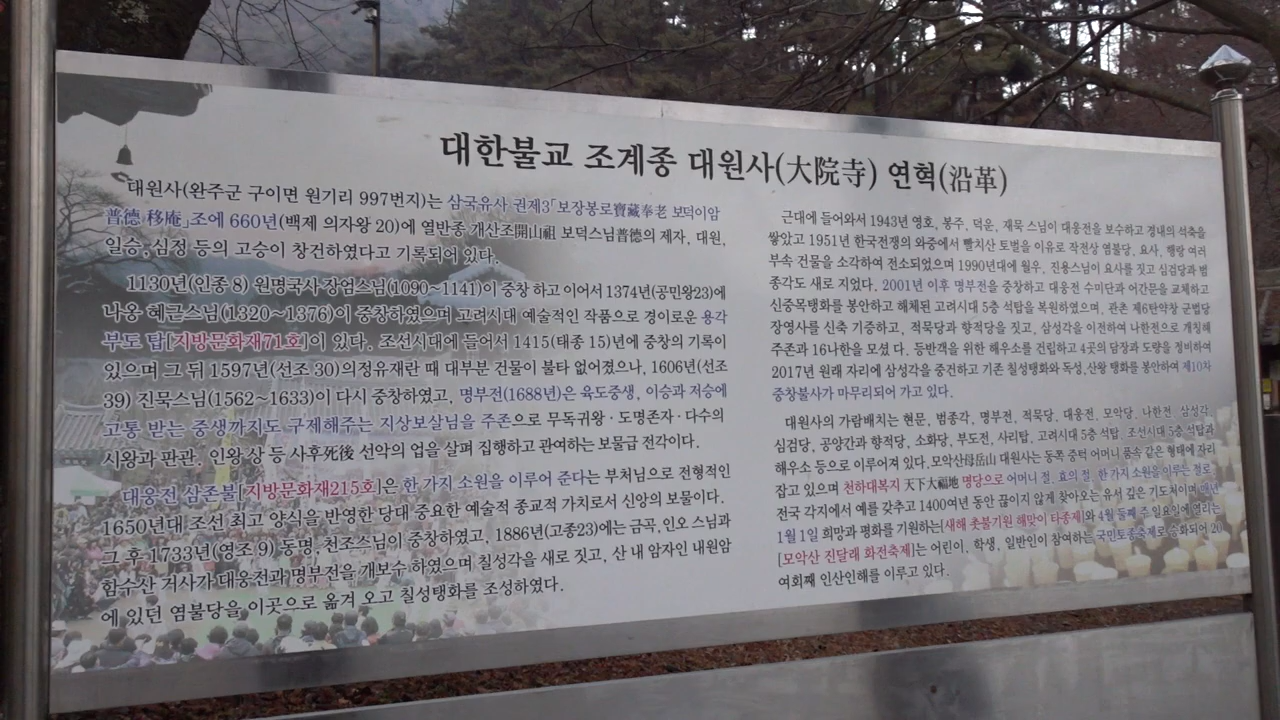 대한불교 조계종 대원사(大院寺) 연혁(沿革)
대원사(완주군 구이면 원기리 997번지)는 삼국유사 권제3「보장봉로寶藏奉老 보덕이암
普德 移庵」조에 660년(백제 의자왕 20)에 열반종 개산조開山祖 보덕스님普德의 제자, 대원,
일승, 심정 등의 고승이 창건하였다고 기록되어 있다.
1130년(인종 8) 원명국사 징엄스님(1090~1141)이 중창 하고 이어서 1374년(공민왕23)에
나옹 혜근스님(1320~1376)이 중창하였으며 고려시대 예술적인 작품으로 경이로운 용각
부도 탑[지방문화재71호]이 있다. 조선시대에 들어서 1415(태종 15)년에 중창의 기록이
있으며 그 뒤 1597년(선조 30)의정유재란 때 대부분 건물이 불타 없어졌으나, 1606년(선조
39) 진묵스님(1562~1633)이 다시 중창하였고, 명부전(1688년)은 육도중생, 이승과 저승에
고통 받는 중생까지도 구제해주는 지상보살님을 주존으로 무독귀왕·도명존자·다수의
시왕과 판관. 인왕 상 등 사후死後 선악의 업을 살펴 집행하고 관여하는 보물급 전각이다.
대웅전 삼존불[지방문화재215호]은 한 가지 소원을 이루어 준다는 부처님으로 전형적인
1650년대 조선 최고 양식을 반영한 당대 중요한 예술적 종교적 가치로서 신앙의 보물이다.
그 후 1733년(영조 9) 동명, 천조스님이 중창하였고, 1886년(고종23)에는 금곡, 인오 스님과
함수산 거사가 대웅전과 명부전을 개보수 하였으며 칠성각을 새로 짓고, 산 내 암자인 내원암
에 있던 염불당을 이곳으로 옮겨 오고 칠성탱화를 조성하였다.
근대에 들어와서 1943년 영호, 봉주, 덕운, 재묵 스님이 대웅전을 보수하고 경내의 석축을
쌓았고 1951년 한국전쟁의 와중에서 빨치산 토벌을 이유로 작전상 염불당, 요사, 행랑 여러
부속 건물을 소각하여 전소되었으며 1990년대에 월우, 진용스님이 요사를 짓고 심검당과 범
종각도 새로 지었다. 2001년 이후 명부전을 중창하고 대웅전 수미단과 어간문을 교체하고
신중목탱화를 봉안하고 해체된 고려시대 5층 석탑을 복원하였으며, 관촌 제6탄약창 군법당
장영사를 신축 기증하고, 적묵당과 향적당을 짓고, 삼성각을 이전하여 나한전으로 개칭해
주존과 16나한을 모셨 다. 등반객을 위한 해우소를 건립하고 4곳의 담장과 도량을 정비하여
2017년 원래 자리에 삼성각을 중건하고 기존 칠성탱화와 독성,산왕 탱화를 봉안하여 제10차
중창불사가 마무리되어 가고 있다.
대원사의 가람배치는 현문, 범종각, 명부전, 적묵당, 대웅전, 모악당, 나한전, 삼성각,
심검당, 공양간과 향적당, 소화당, 부도전, 사리탑, 고려시대 5층 석탑, 조선시대 5층 석탑과
해우소 등으로 이루어져 있다. 모악산母岳山 대원사는 동쪽 중턱 어머니 품속 같은 형태에 자리
잡고 있으며 천하대복지 天下大福地 명당으로 어머니 절, 효의 절, 한 가지 소원을 이루는 절로
전국 각지에서 예를 갖추고 1400여년 동안 끊이지 않게 찾아오는 유서 깊은 기도처이며 매년
1월 1일 희망과 평화를 기원하는[새해 촛불기원 해맞이 타종제]와 4월 둘째 주 일요일에 열리는
[모악산 진달래 화전축제]는 어린이, 학생, 일반인이 참여하는 국민토종축제로 승화되어 20
여회째 인산인해를 이루고 있다.